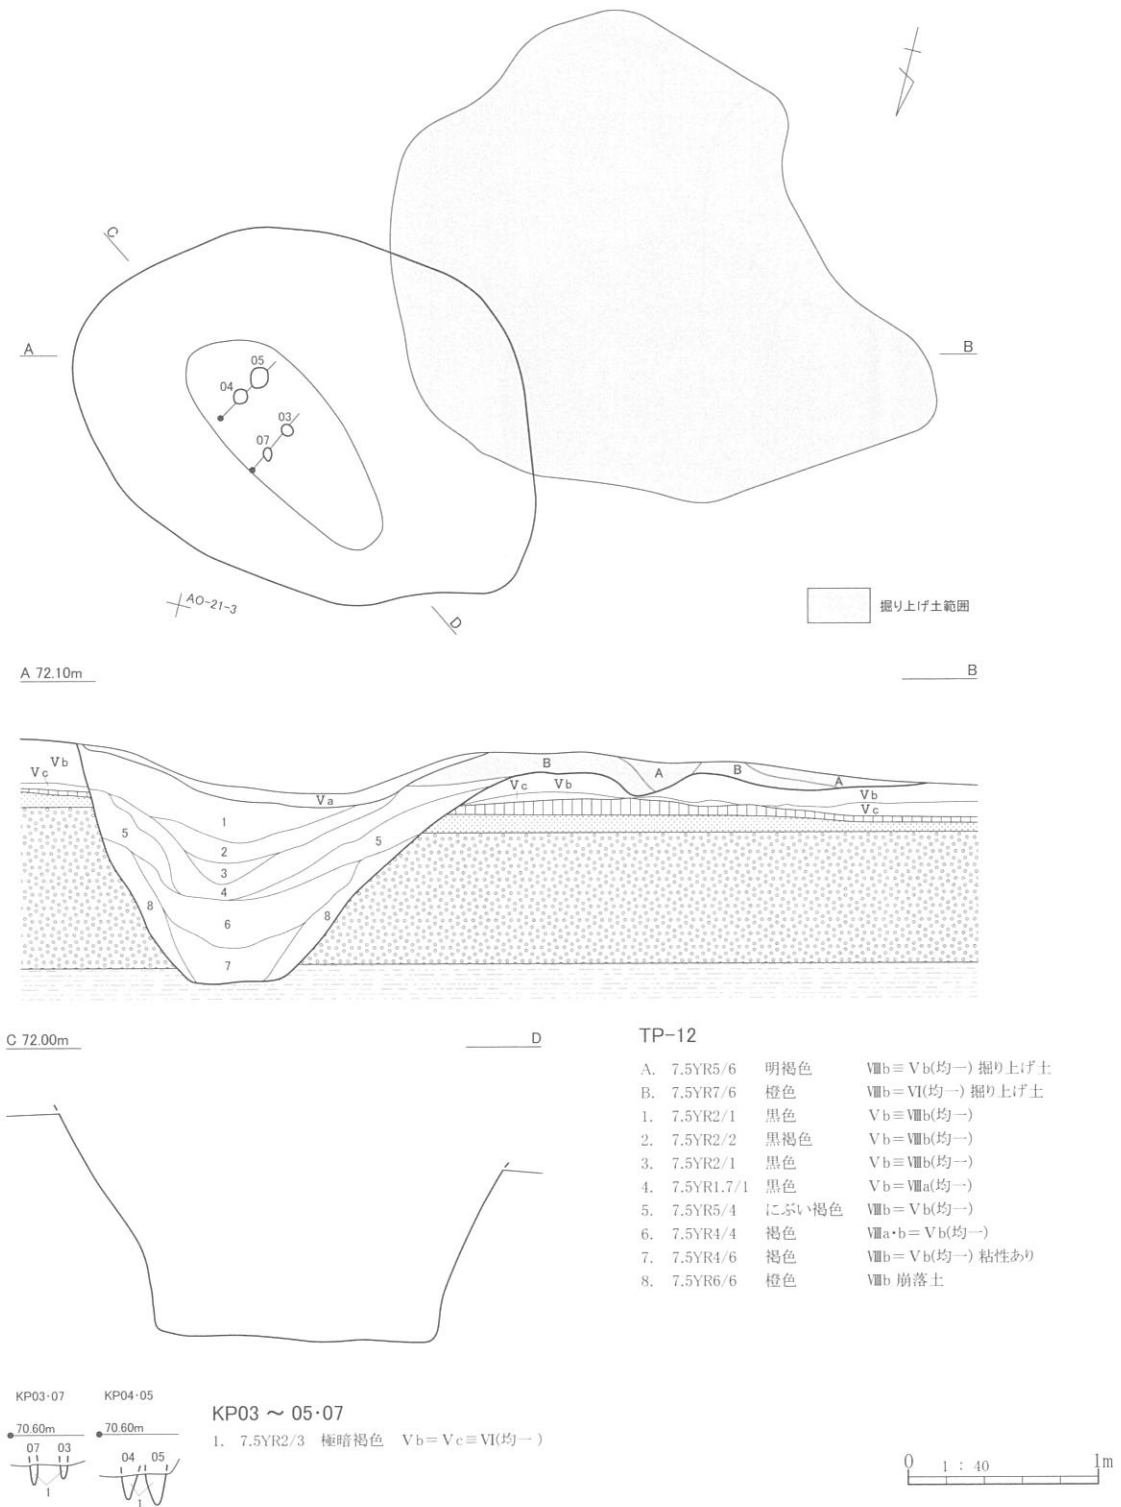 C
A
B
05
04
03
07
AO-21-3
D
掘り上げ土範囲
A 72.10m
B
Ⅴb
Ⅴc
Ⅴa
B
A
B
A
Ⅴc
Ⅴb
Ⅴb
Ⅴc
1
2
3
4
5
5
6
7
8
8
C 72.00m
D
TP-12
A. 7.5YR5/6 明褐色 Ⅷb≡Ⅴb(均一) 掘り上げ土
B. 7.5YR7/6 橙色 Ⅷb=Ⅵ(均一) 掘り上げ土
1. 7.5YR2/1 黒色 Ⅴb≡Ⅷb(均一)
2. 7.5YR2/2 黒褐色 Ⅴb=Ⅷb(均一)
3. 7.5YR2/1 黒色 Ⅴb≡Ⅷb(均一)
4. 7.5YR1.7/1 黒色 Ⅴb=Ⅷa(均一)
5. 7.5YR5/4 にぶい褐色 Ⅷb=Ⅴb(均一)
6. 7.5YR4/4 褐色 Ⅷa・b=Ⅴb(均一)
7. 7.5YR4/6 褐色 Ⅷb=Ⅴb(均一) 粘性あり
8. 7.5YR6/6 橙色 Ⅷb 崩落土
KP03・07
70.60m
07 03
1
KP04・05
70.60m
04 05
1
KP03 ～ 05・07
1. 7.5YR2/3 極暗褐色 Ⅴb=Ⅴc≡Ⅵ(均一)
0 1 : 40 1m